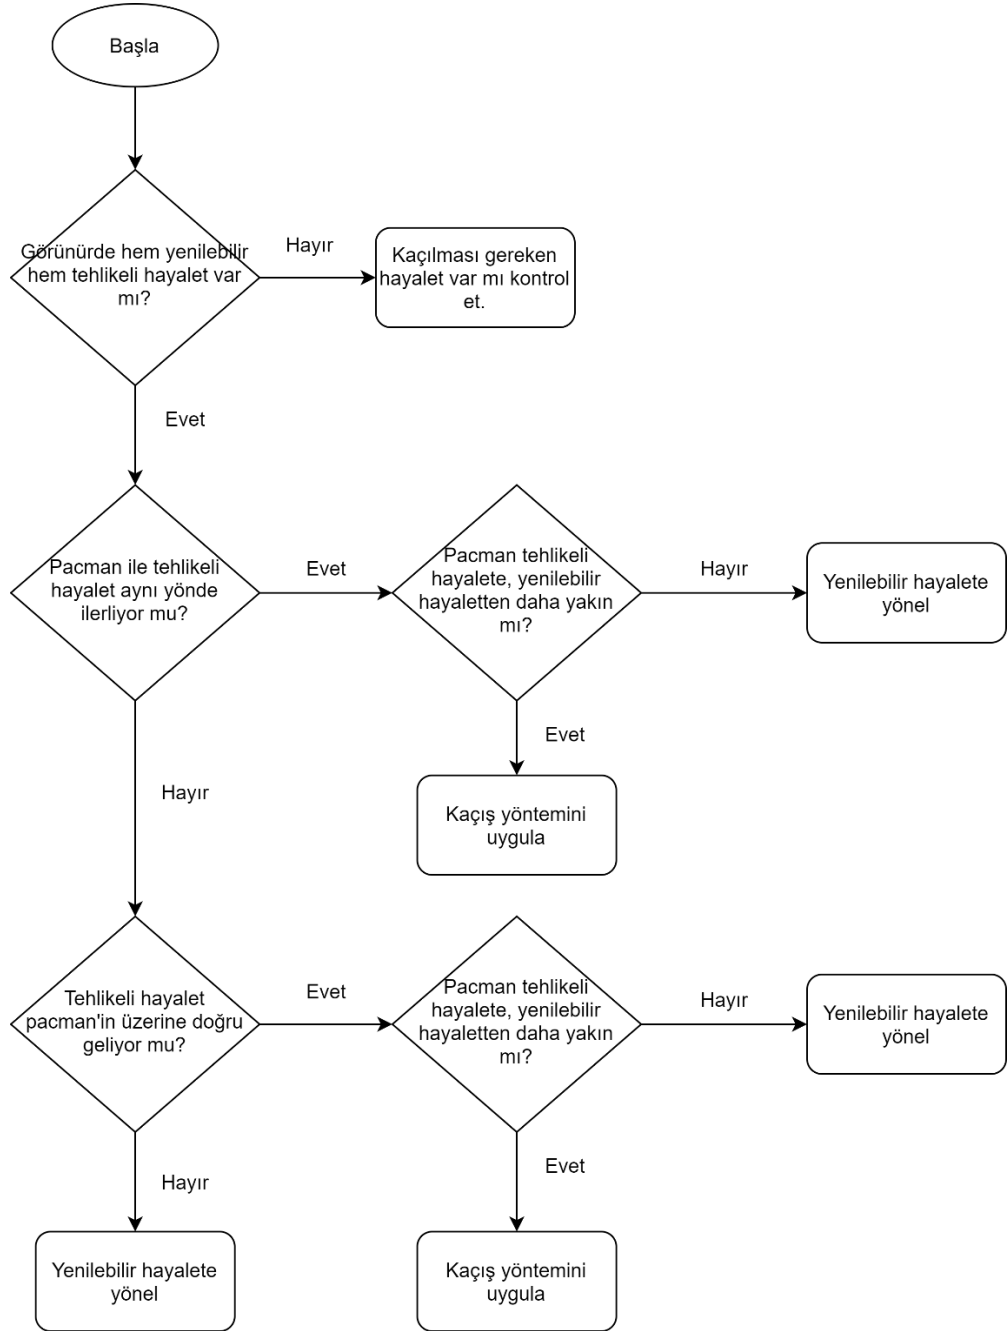 Başla
Görünürde hem yenilebilir
hem tehlikeli hayalet var
mı?
Hayır
Kaçılması gereken
hayalet var mı kontrol
et.
Evet
Pacman ile tehlikeli
hayalet aynı yönde
ilerliyor mu?
Evet
Pacman tehlikeli
hayalete, yenilebilir
hayaletten daha yakın
mı?
Hayır
Yenilebilir hayalete
yönel
Evet
Kaçış yöntemini
uygula
Hayır
Tehlikeli hayalet
pacman'in üzerine doğru
geliyor mu?
Evet
Pacman tehlikeli
hayalete, yenilebilir
hayaletten daha yakın
mı?
Hayır
Yenilebilir hayalete
yönel
Evet
Kaçış yöntemini
uygula
Hayır
Yenilebilir hayalete
yönel